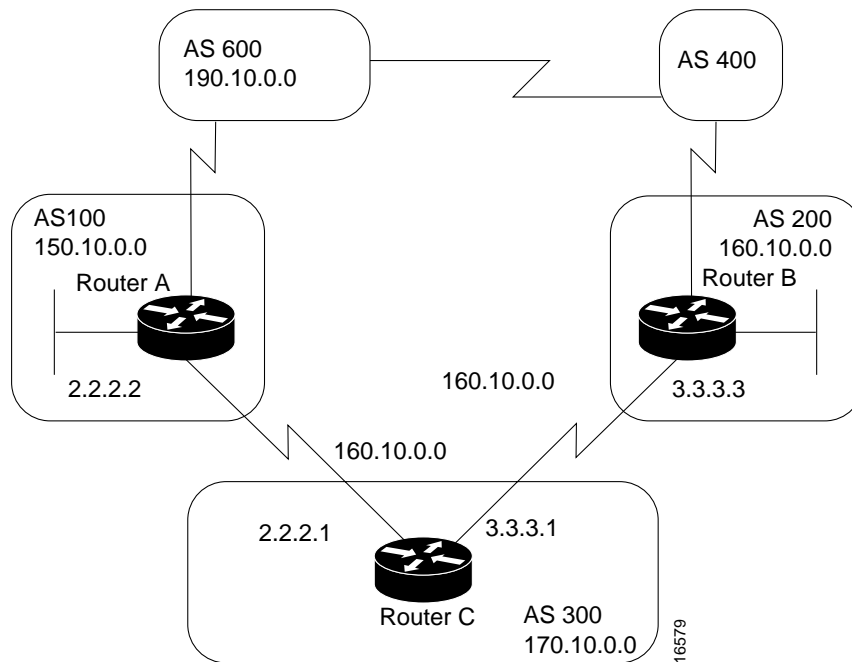 AS 600
190.10.0.0
AS 400
AS100
150.10.0.0
Router A
2.2.2.2
AS 200
160.10.0.0
Router B
3.3.3.3
160.10.0.0
160.10.0.0
2.2.2.1
3.3.3.1
Router C
AS 300
170.10.0.0
16579